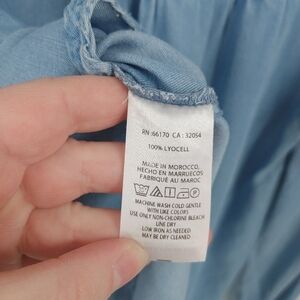 RN :66170 CA : 32054
100% LYOCELL
MADE IN MOROCCO,
HECHO EN MARRUECOS
FABRIQUÉ AU MAROC
MACHINE WASH COLD GENTLE
WITH LIKE COLORS
USE ONLY NON-CHLORINE BLEACH
LINE DRY
LOW IRON AS NEEDED
MAY BE DRY CLEANED